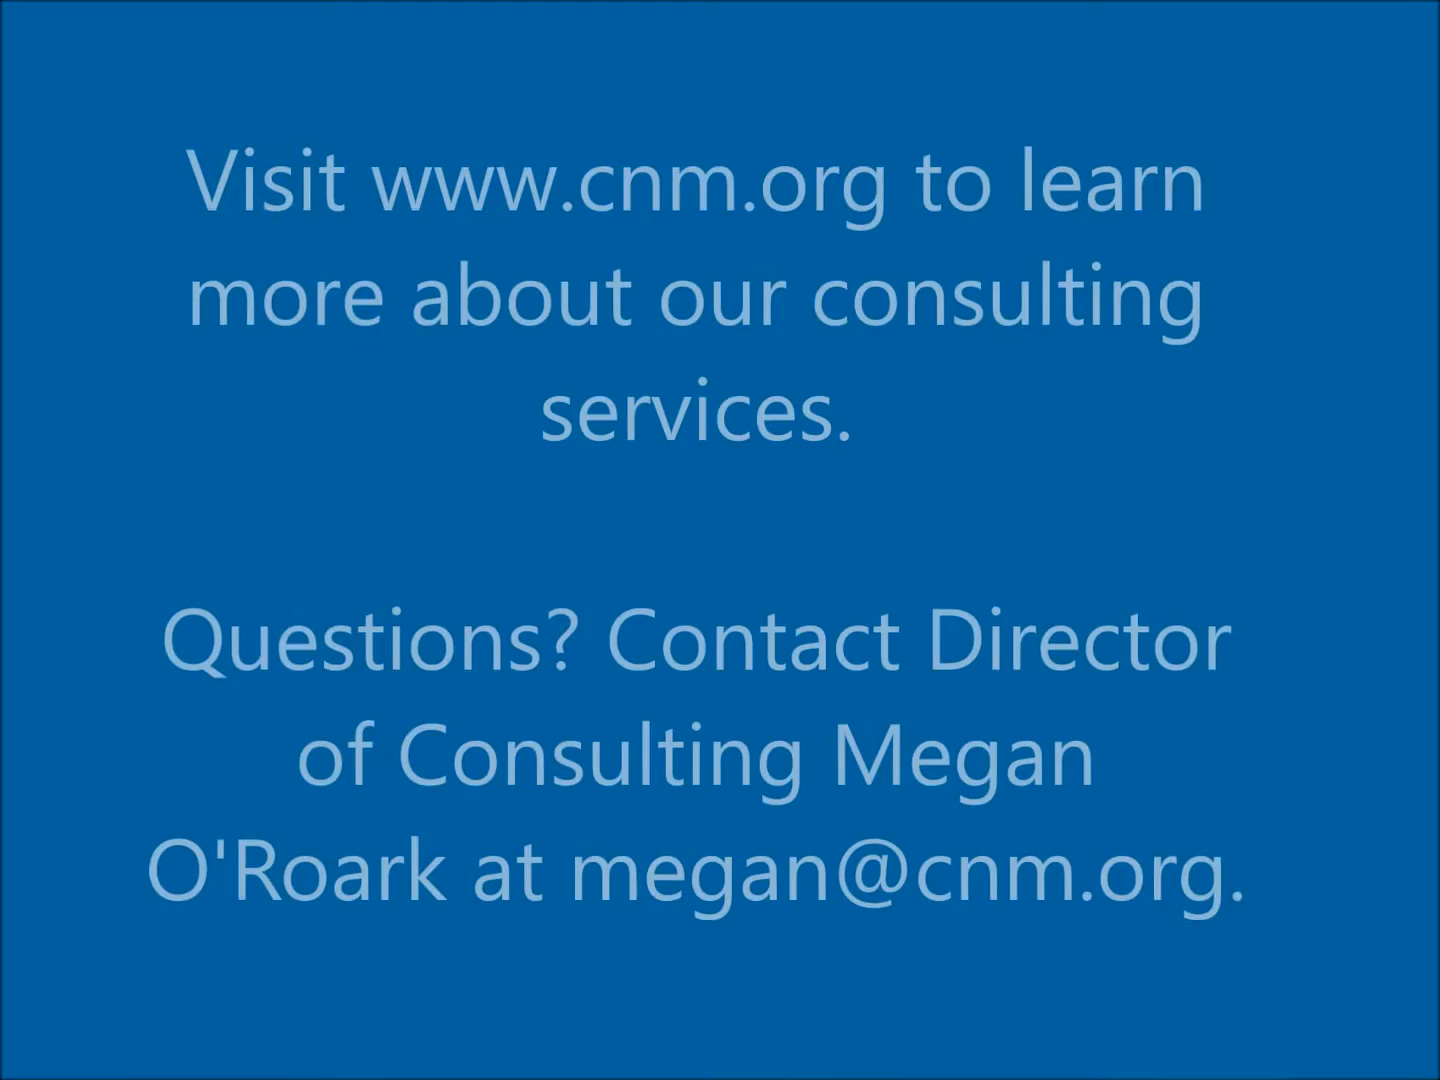 Visit www.cnm.org to learn
more about our consulting
services.
Questions? Contact Director
of Consulting Megan
O'Roark at megan@cnm.org.